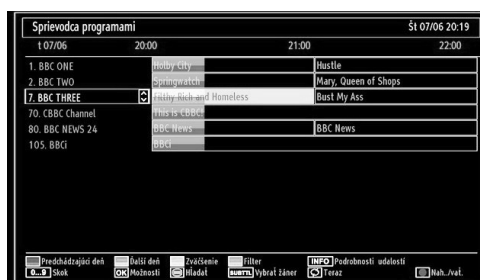 Sprievodca programami Št 07/06 20:19
t 07/06 20:00 21:00 22:00
1. BBC ONE Holby City Hustle
2. BBC TWO Springwatch Mary, Queen of Shops
7. BBC THREE Filthy Rich and Homeless Bust My Ass
70. CBBC Channel This is CBBC!
80. BBC NEWS 24 BBC News BBC News
105. BBCi BBCi
Predchádzajúci deň Ďalší deň Zväčšenie Filter INFO Podrobnosti udalostí
0...9 Skok OK Možnosti Hľadať SUBTTL Vybrať žáner Teraz Nah../vať.